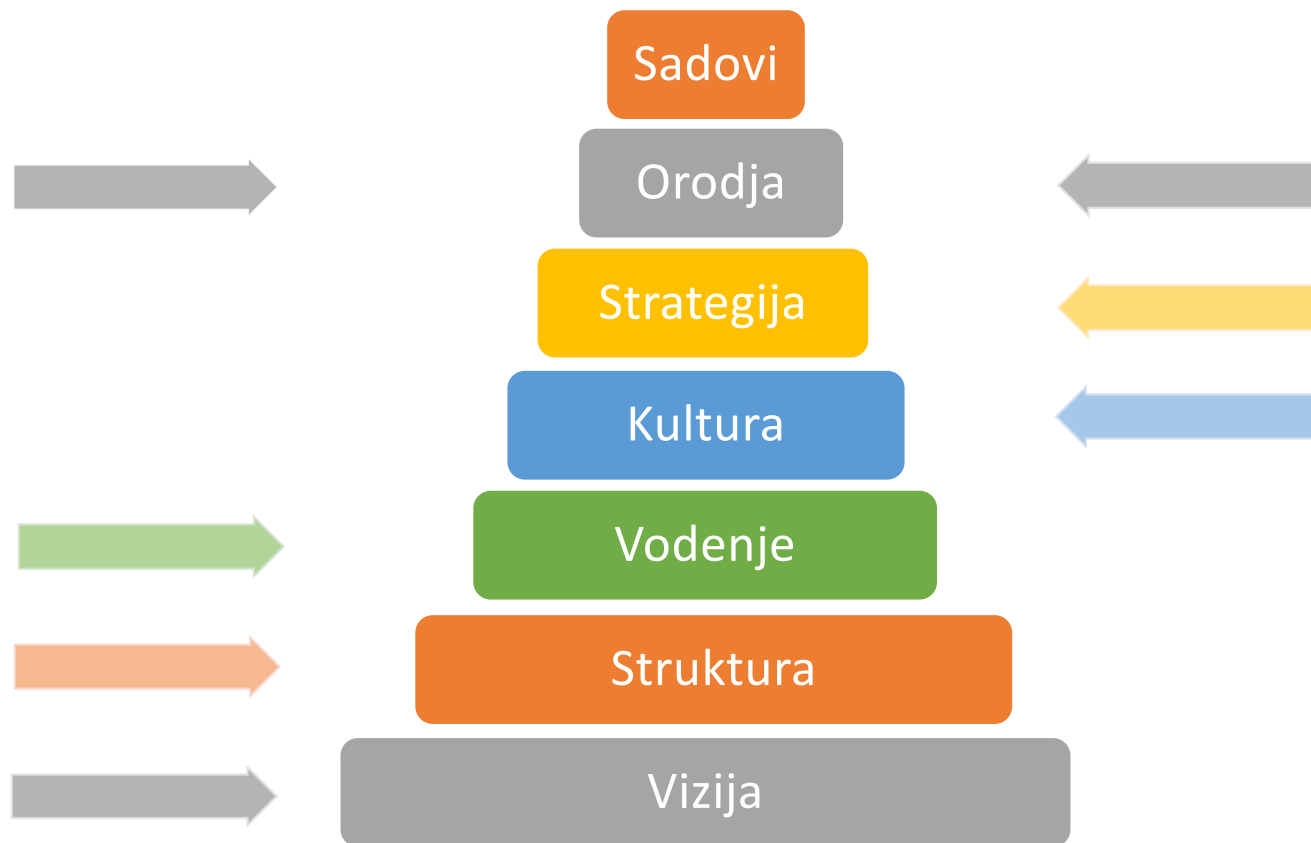 Sadovi
Orodja
Strategija
Kultura
Vodenje
Struktura
Vizija